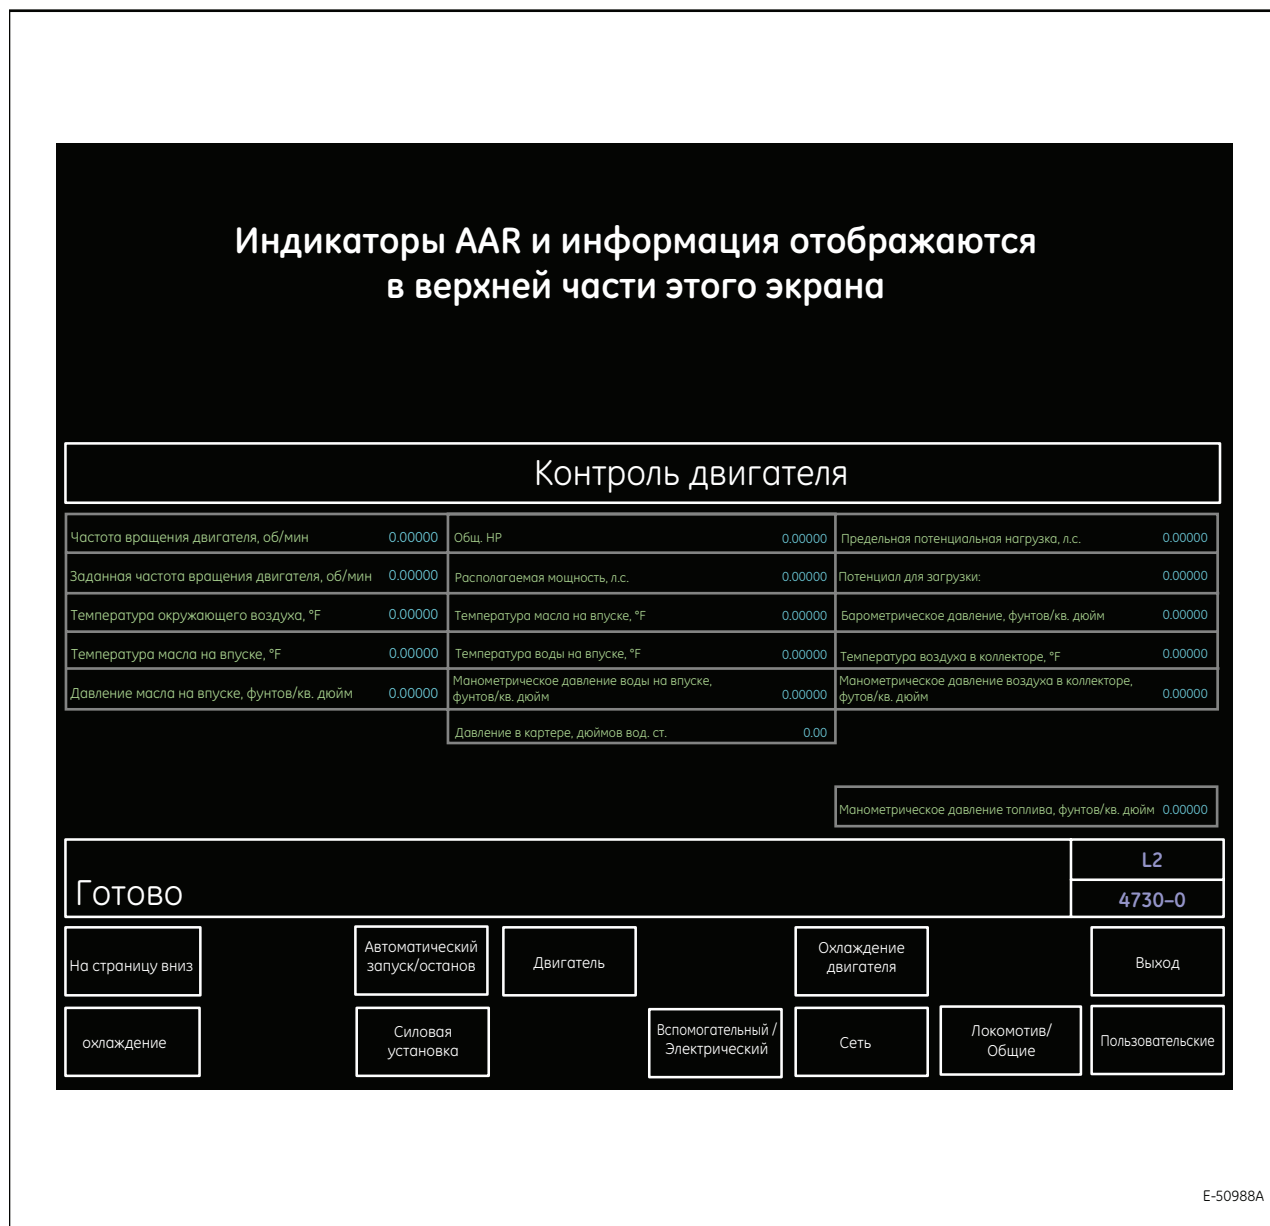 Индикаторы AAR и информация отображаются
в верхней части этого экрана
Контроль двигателя
Частота вращения двигателя, об/мин 0.00000
Общ. HP 0.00000
Предельная потенциальная нагрузка, л.с. 0.00000
Заданная частота вращения двигателя, об/мин 0.00000
Располагаемая мощность, л.с. 0.00000
Потенциал для загрузки: 0.00000
Температура окружающего воздуха, °F 0.00000
Температура масла на впуске, °F 0.00000
Барометрическое давление, фунтов/кв. дюйм 0.00000
Температура масла на впуске, °F 0.00000
Температура воды на впуске, °F 0.00000
Температура воздуха в коллекторе, °F 0.00000
Давление масла на впуске, фунтов/кв. дюйм 0.00000
Манометрическое давление воды на впуске,
фунтов/кв. дюйм 0.00000
Манометрическое давление воздуха в коллекторе,
футов/кв. дюйм 0.00000
Давление в картере, дюймов вод. ст. 0.00
Манометрическое давление топлива, фунтов/кв. дюйм 0.00000
Готово
L2
4730–0
На страницу вниз
Автоматический
запуск/останов
Двигатель
Охлаждение
двигателя
Выход
охлаждение
Силовая
установка
Вспомогательный /
Электрический
Сеть
Локомотив/
Общие
Пользовательские
E-50988A